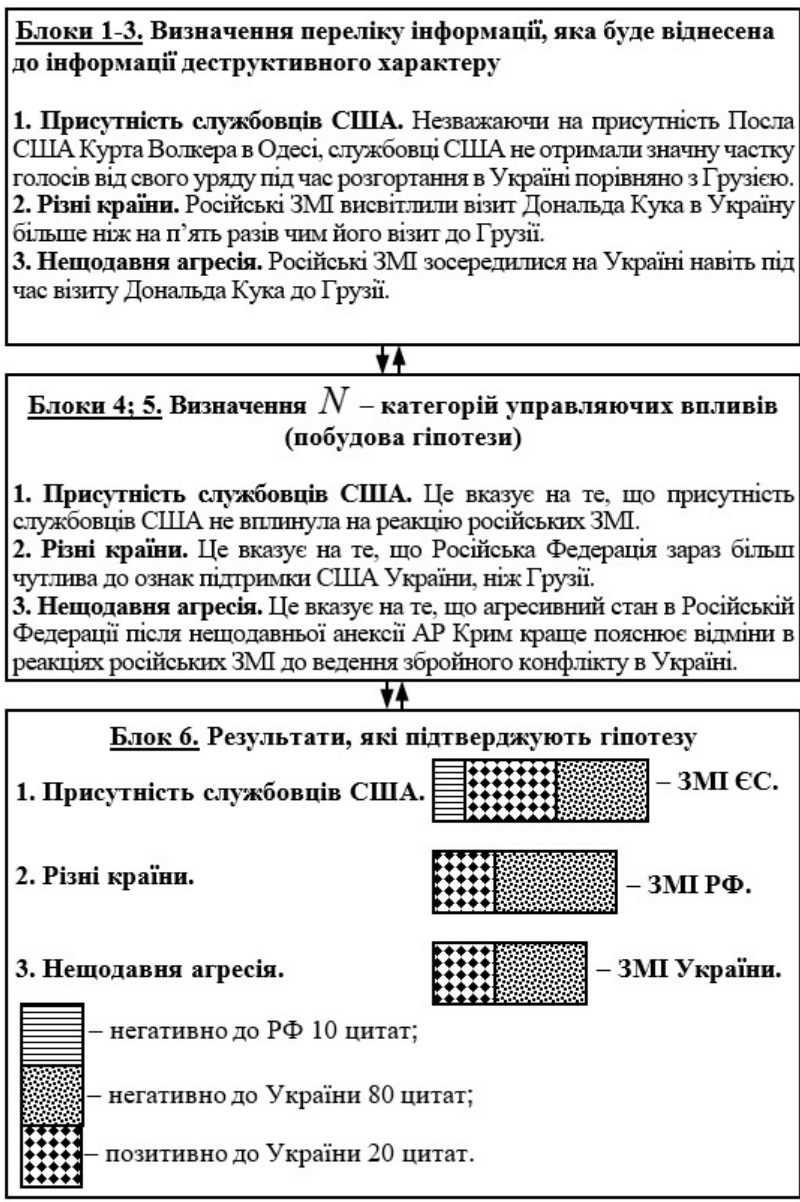 Блоки 1-3. Визначення переліку інформації, яка буде віднесена
до інформації деструктивного характеру
1. Присутність службовців США. Незважаючи на присутність Посла
США Курта Волкера в Одесі, службовці США не отримали значну частку
голосів від свого уряду під час розгортання в Україні порівняно з Грузією.
2. Різні країни. Російські ЗМІ висвітлили візит Дональда Кука в Україну
більше ніж на п’ять разів чим його візит до Грузії.
3. Нещодавня агресія. Російські ЗМІ зосередилися на Україні навіть під
час візиту Дональда Кука до Грузії.
Блоки 4; 5. Визначення N – категорій управляючих впливів
(побудова гіпотези)
1. Присутність службовців США. Це вказує на те, що присутність
службовців США не вплинула на реакцію російських ЗМІ.
2. Різні країни. Це вказує на те, що Російська Федерація зараз більш
чутлива до ознак підтримки США України, ніж Грузії.
3. Нещодавня агресія. Це вказує на те, що агресивний стан в Російській
Федерації після нещодавньої анексії АР Крим краще пояснює відміни в
реакціях російських ЗМІ до ведення збройного конфлікту в Україні.
Блок 6. Результати, які підтверджують гіпотезу
1. Присутність службовців США. – ЗМІ ЄС.
2. Різні країни. – ЗМІ РФ.
3. Нещодавня агресія. – ЗМІ України.
– негативно до РФ 10 цитат;
– негативно до України 80 цитат;
– позитивно до України 20 цитат.